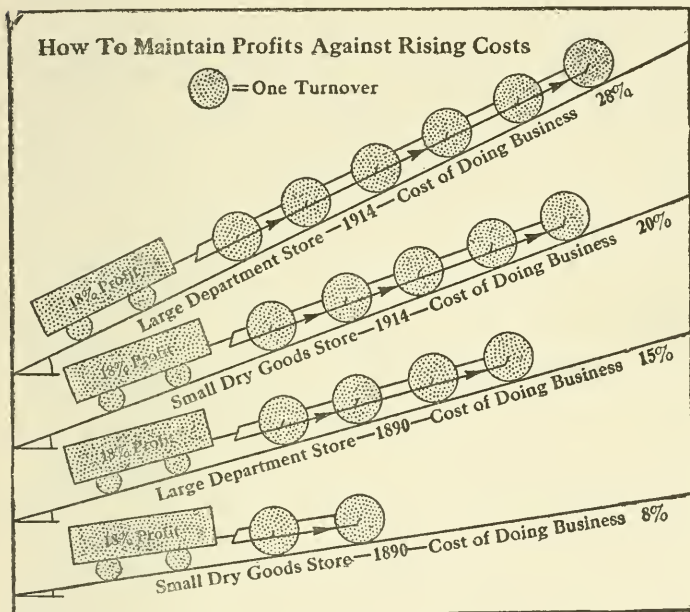 How To Maintain Profits Against Rising Costs
=One Turnover
18% Profit
Large Department Store—1914—Cost of Doing Business 28%
18% Profit
Small Dry Goods Store—1914—Cost of Doing Business 20%
18% Profit
Large Department Store—1890—Cost of Doing Business 15%
18% Profit
Small Dry Goods Store—1890—Cost of Doing Business 8%